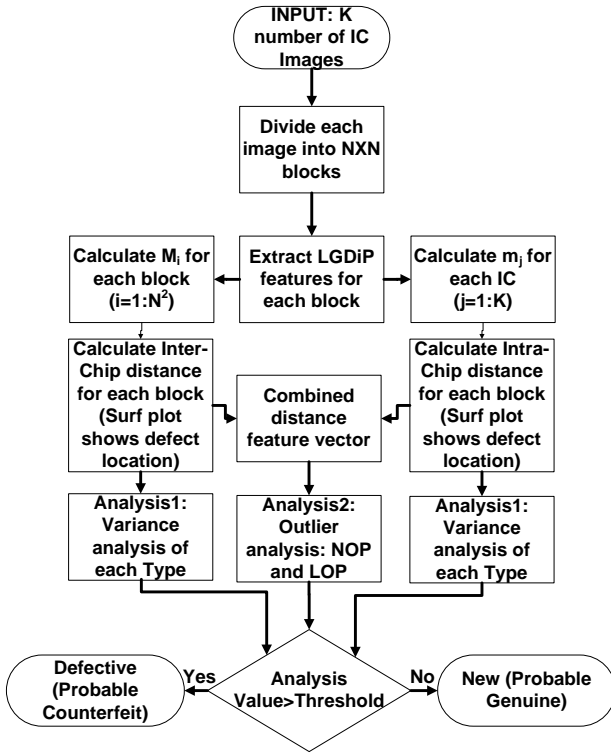 INPUT: K
number of IC
Images
Divide each
image into NXN
blocks
Calculate Mi for
each block
(i=1:N²)
Extract LGDiP
features for
each block
Calculate mj for
each IC
(j=1:K)
Calculate Inter-
Chip distance
for each block
(Surf plot
shows defect
location)
Combined
distance
feature vector
Calculate Intra-
Chip distance
for each block
(Surf plot
shows defect
location)
Analysis1:
Variance
analysis of
each Type
Analysis2:
Outlier
analysis: NOP
and LOP
Analysis1:
Variance
analysis of
each Type
Defective
(Probable
Counterfeit)
Yes
Analysis
Value>Threshold
No
New (Probable
Genuine)